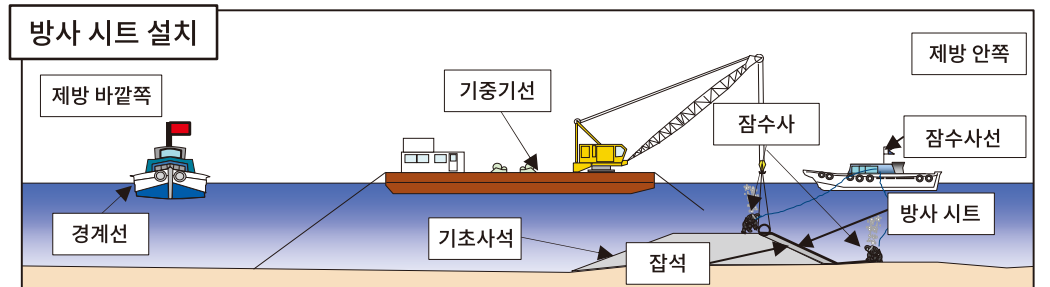 방사 시트 설치
제방 바깥쪽
기중기선
제방 안쪽
잠수사
잠수사선
경계선
기초사석
잡석
방사 시트